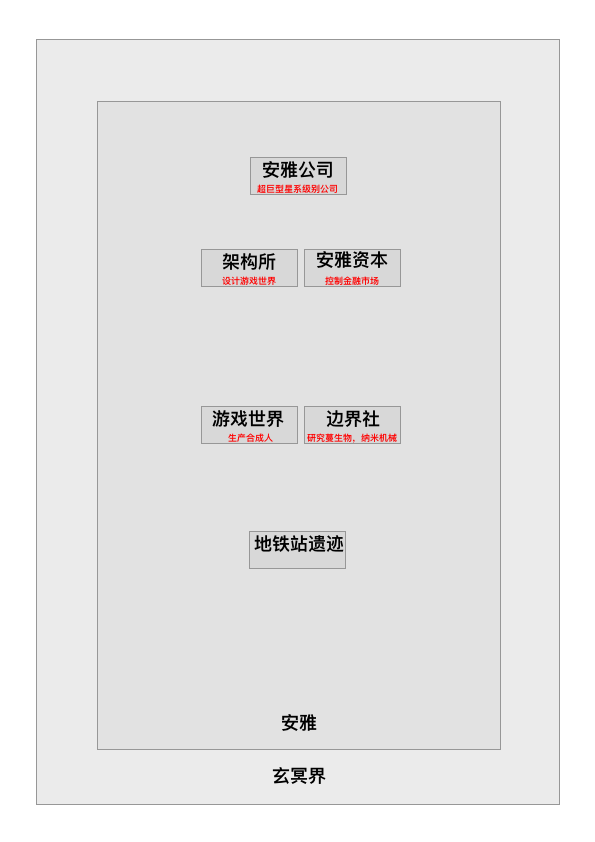 安雅公司
超巨型星系级别公司
架构所
设计游戏世界
安雅资本
控制金融市场
游戏世界
生产合成人
边界社
研究蔓生物，纳米机械
地铁站遗迹
安雅
玄冥界